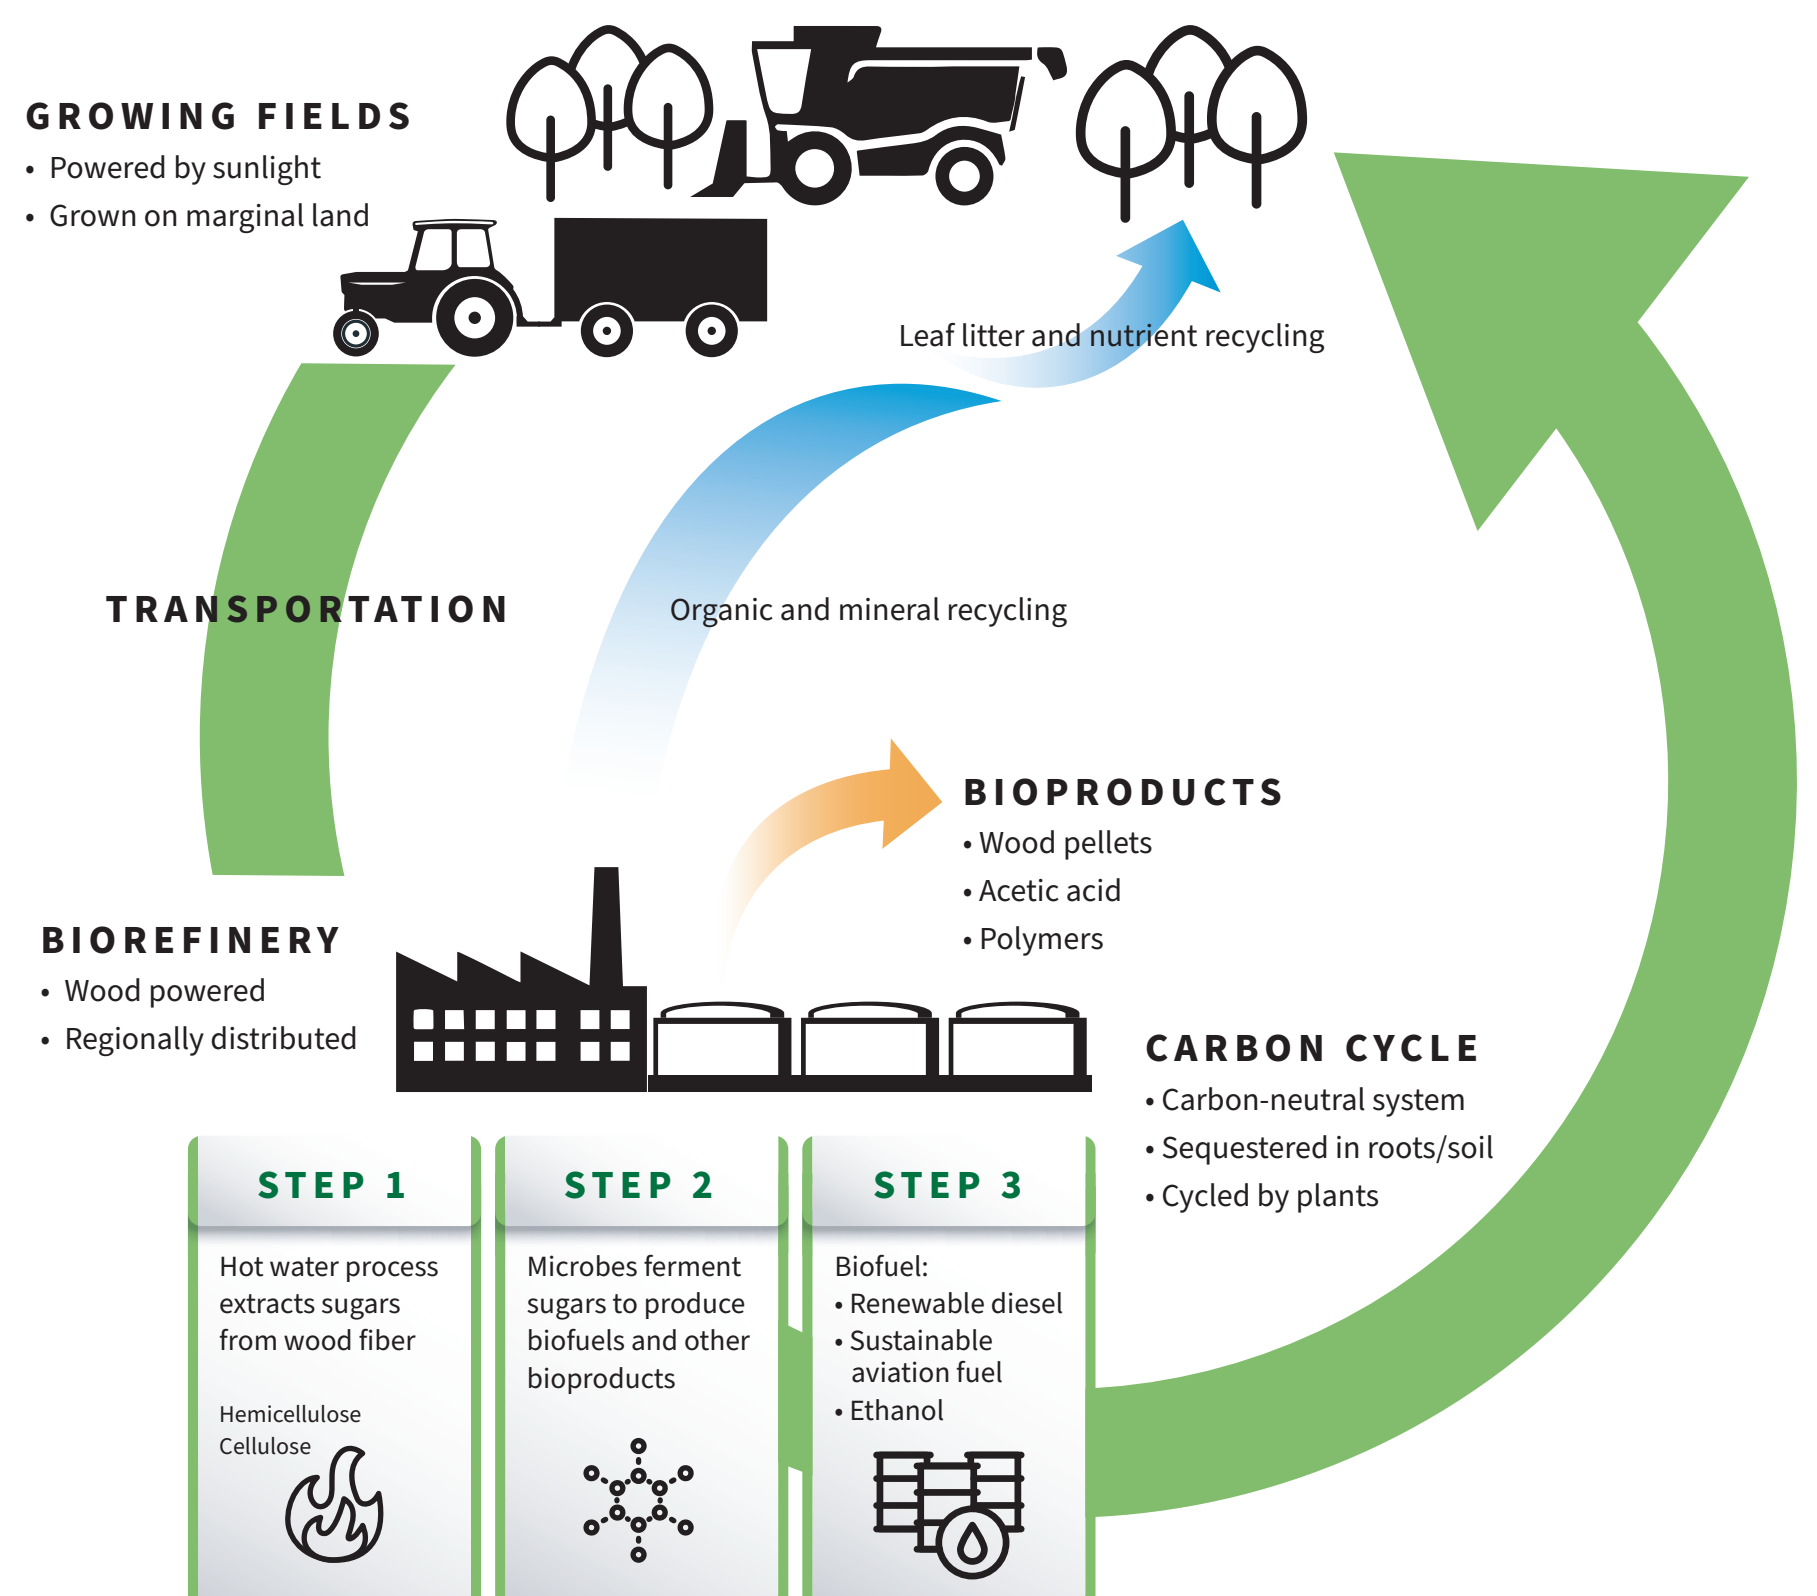 GROWING FIELDS
• Powered by sunlight
• Grown on marginal land
Leaf litter and nutrient recycling
TRANSPORTATION
Organic and mineral recycling
BIOPRODUCTS
• Wood pellets
• Acetic acid
• Polymers
BIOREFINERY
• Wood powered
• Regionally distributed
CARBON CYCLE
• Carbon-neutral system
• Sequestered in roots/soil
• Cycled by plants
STEP 1
Hot water process
extracts sugars
from wood fiber
Hemicellulose
Cellulose
STEP 2
Microbes ferment
sugars to produce
biofuels and other
bioproducts
STEP 3
Biofuel:
• Renewable diesel
• Sustainable
aviation fuel
• Ethanol